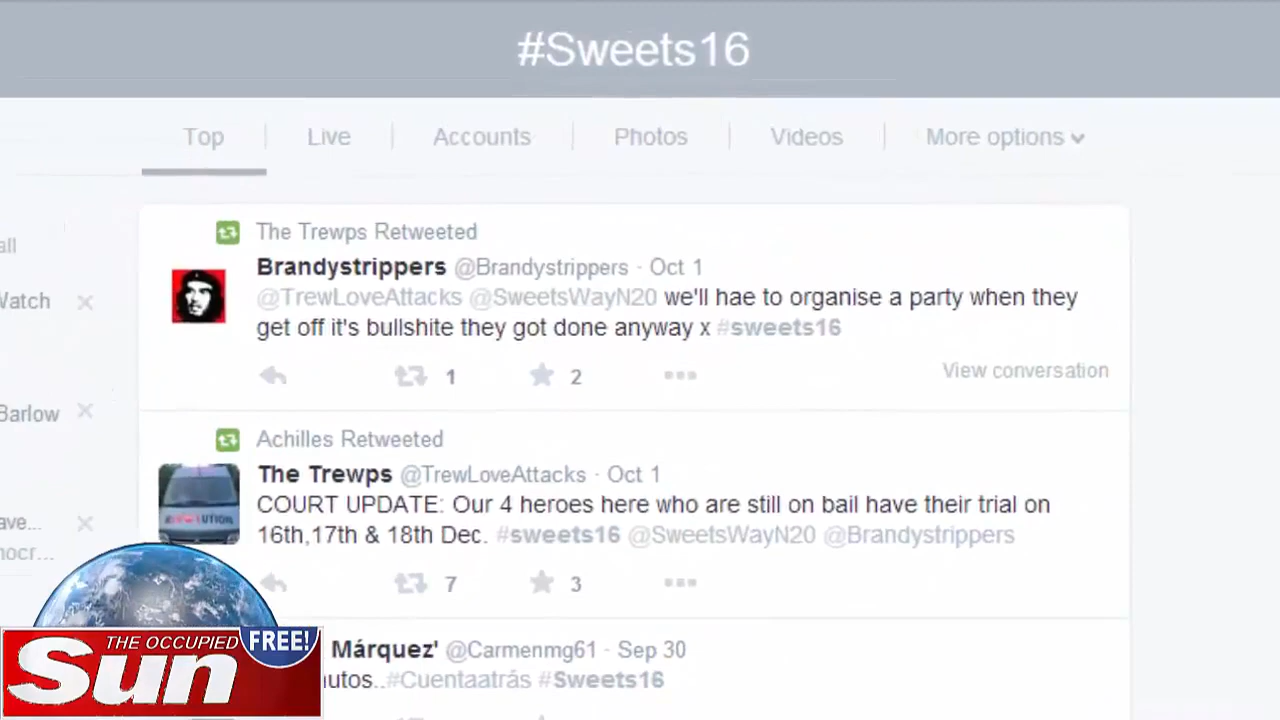 #Sweets16
Top
Live
Accounts
Photos
Videos
More options
The Trewps Retweeted
Brandystrippers @Brandystrippers · Oct 1
@TrewLoveAttacks @SweetsWayN20 we'll hae to organise a party when they
get off it's bullshite they got done anyway x #sweets16
1
2
View conversation
all
Watch
Achilles Retweeted
The Trewps @TrewLoveAttacks · Oct 1
COURT UPDATE: Our 4 heroes here who are still on bail have their trial on
16th,17th & 18th Dec. #sweets16 @SweetsWayN20 @Brandystrippers
7
3
Barlow
ave...
nocr...
Márquez' @Carmenmg61 · Sep 30
nutos..#Cuentaatrás #Sweets16
THE OCCUPIED
FREE!
Sun